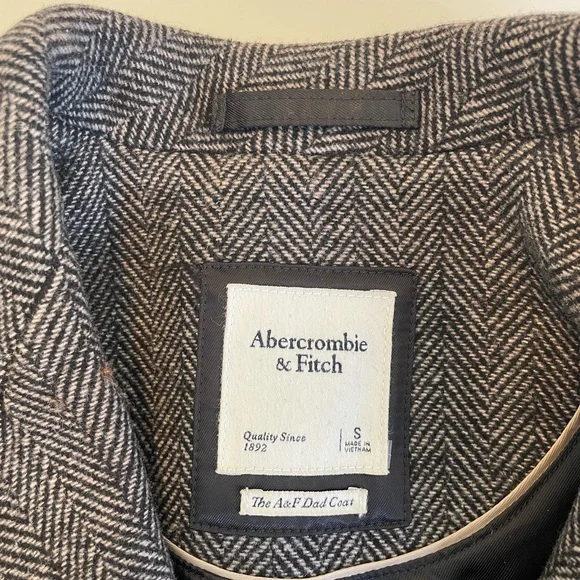 Abercrombie
& Fitch
Quality Since
1892
S
MADE IN
VIETNAM
The A&F Dad Coat